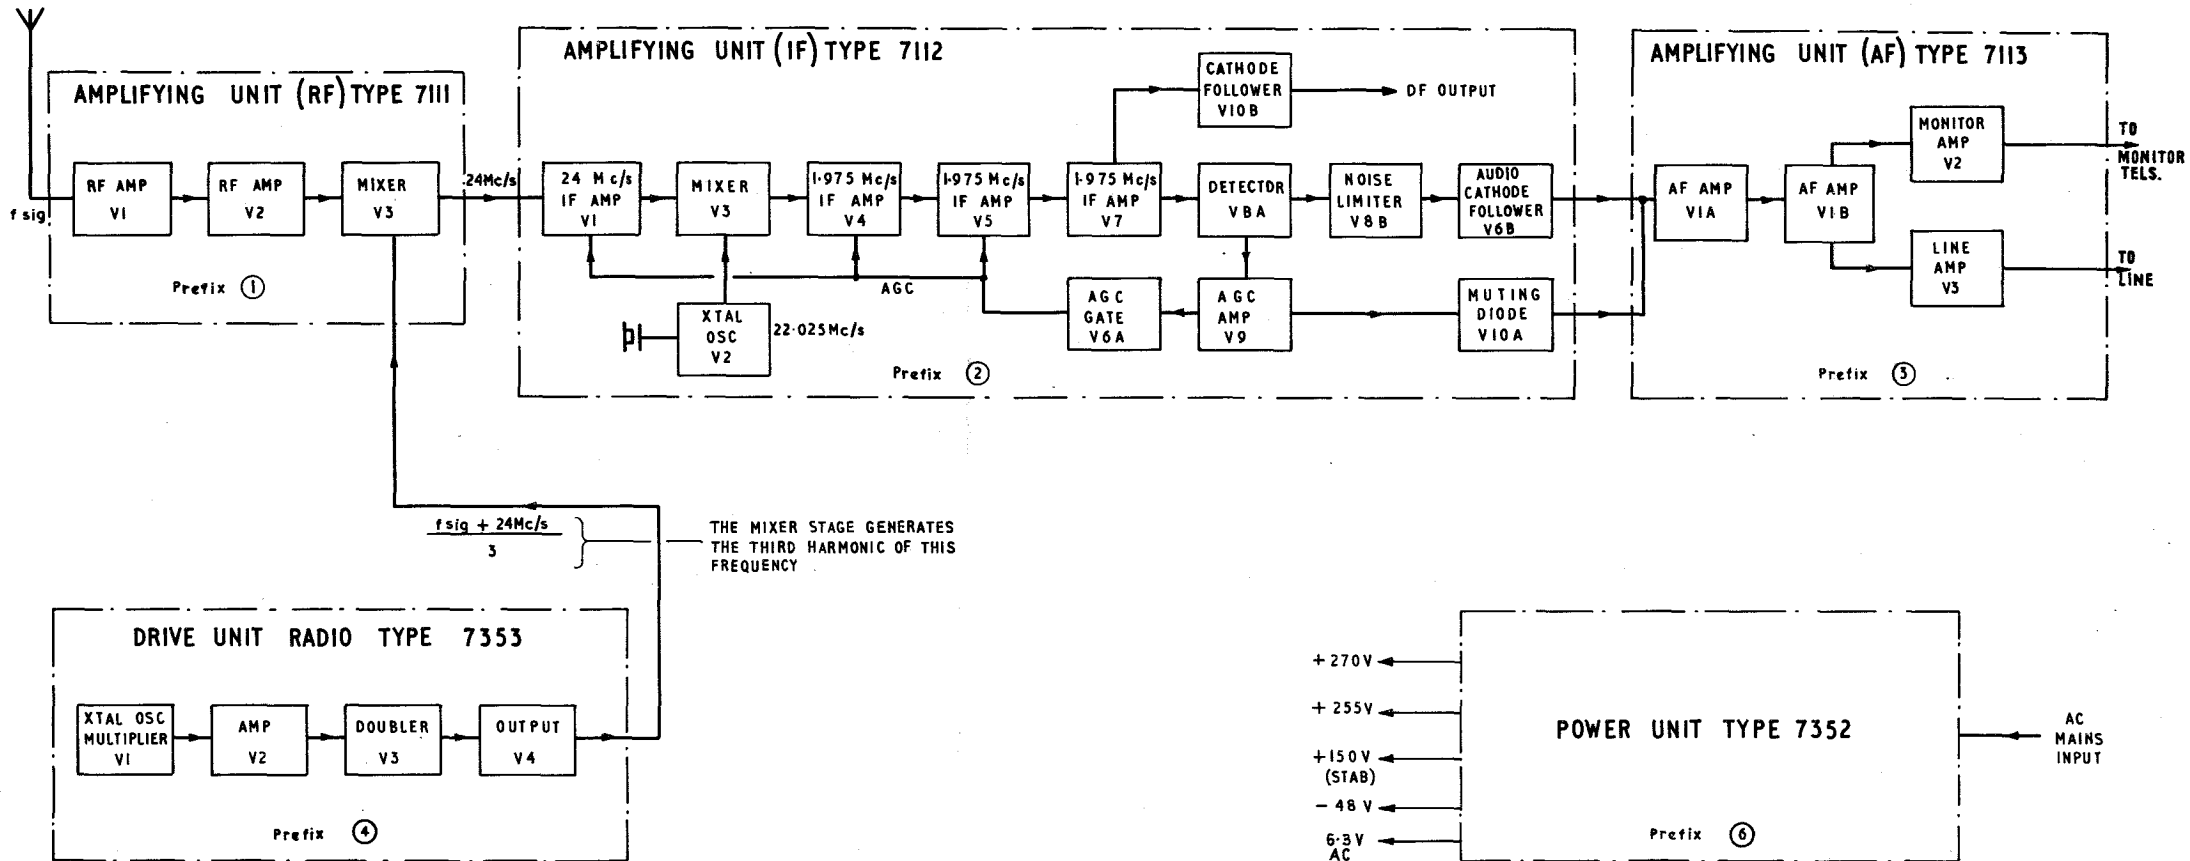 AMPLIFYING UNIT (RF) TYPE 7111
f sig
RF AMP
V1
RF AMP
V2
MIXER
V3
24Mc/s
Prefix 1
AMPLIFYING UNIT (IF) TYPE 7112
24 Mc/s
IF AMP
V1
MIXER
V3
1·975 Mc/s
IF AMP
V4
1·975 Mc/s
IF AMP
V5
1·975 Mc/s
IF AMP
V7
CATHODE
FOLLOWER
V10B
DF OUTPUT
DETECTOR
V8A
NOISE
LIMITER
V8B
AUDIO
CATHODE
FOLLOWER
V6B
AGC
XTAL
OSC
V2
22·025Mc/s
AGC
GATE
V6A
AGC
AMP
V9
MUTING
DIODE
V10A
Prefix 2
AMPLIFYING UNIT (AF) TYPE 7113
AF AMP
V1A
AF AMP
V1B
MONITOR
AMP
V2
TO
MONITOR
TELS.
LINE
AMP
V3
TO
LINE
Prefix 3
f sig + 24Mc/s
3
THE MIXER STAGE GENERATES
THE THIRD HARMONIC OF THIS
FREQUENCY
DRIVE UNIT RADIO TYPE 7353
XTAL OSC
MULTIPLIER
V1
AMP
V2
DOUBLER
V3
OUTPUT
V4
Prefix 4
+270V
+255V
+150V
(STAB)
-48V
6·3V
AC
POWER UNIT TYPE 7352
AC
MAINS
INPUT
Prefix 6